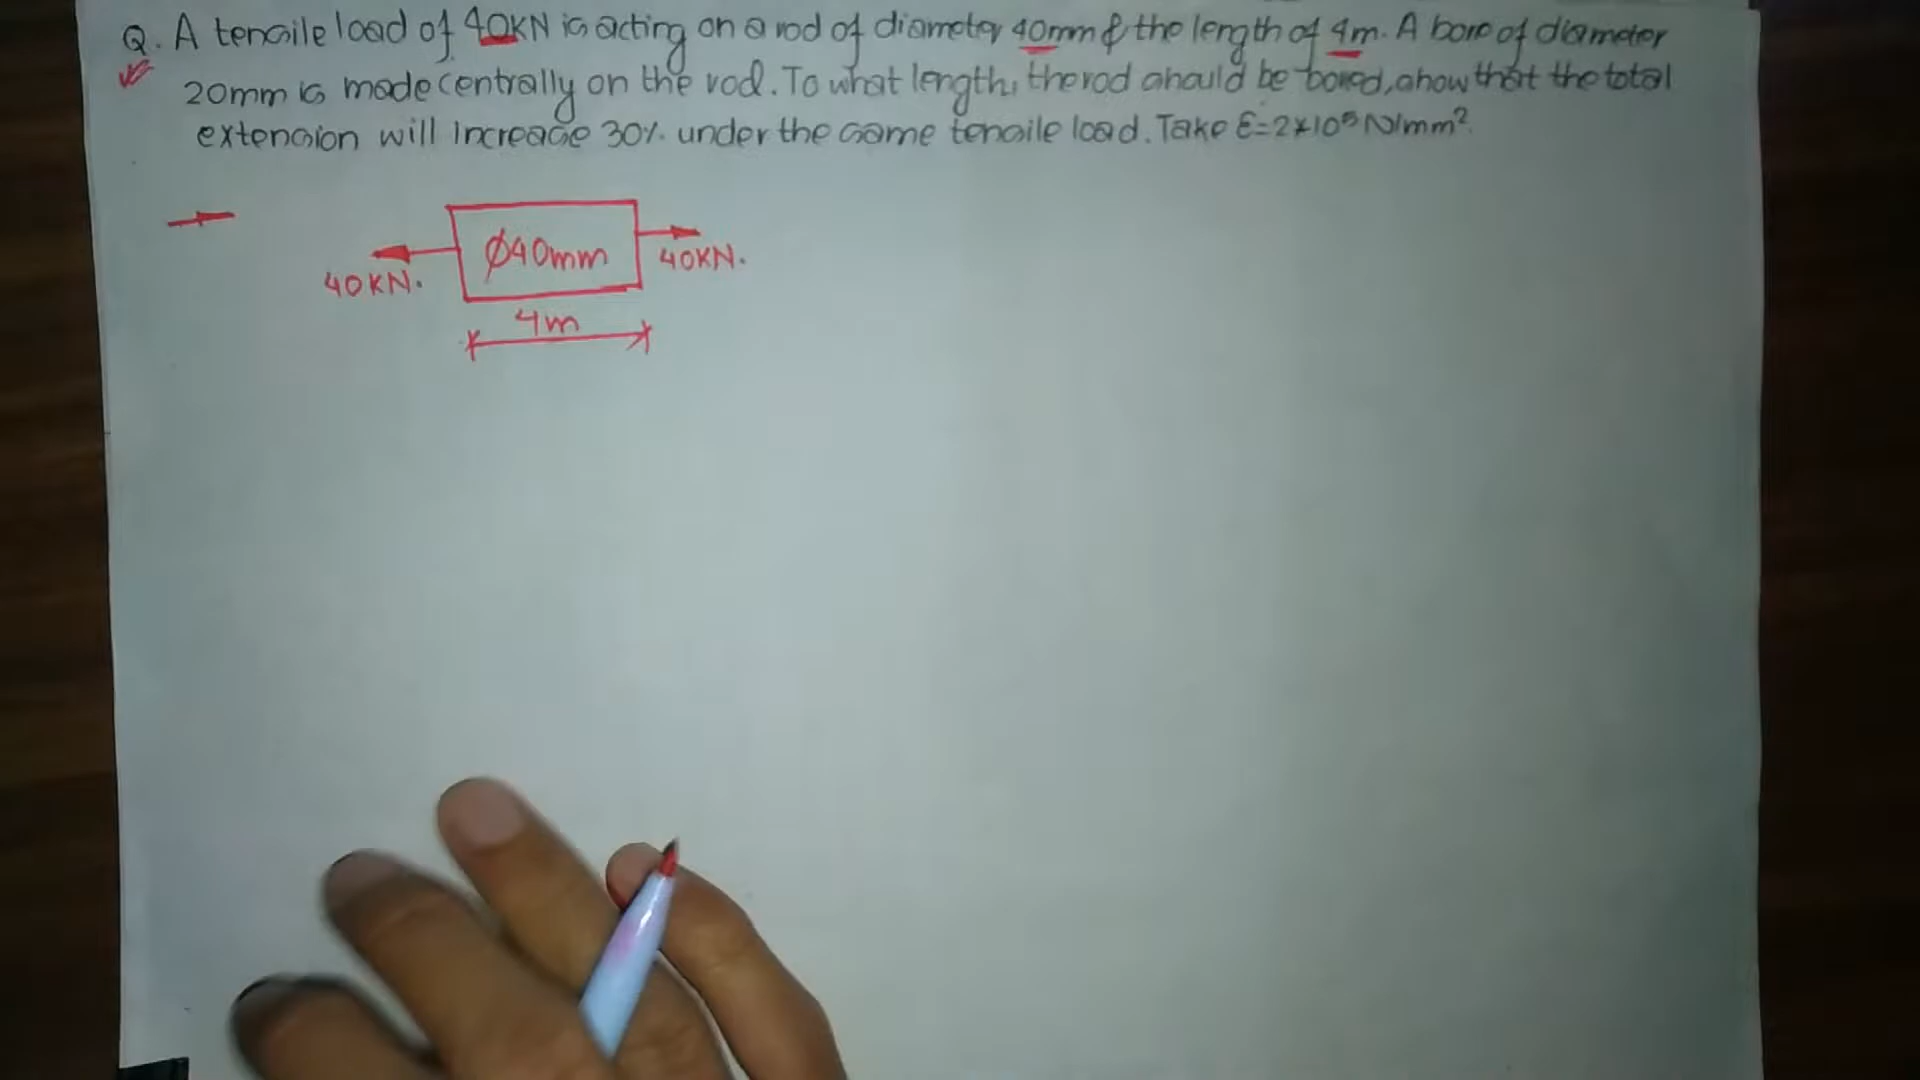 Q. A tensile load of 40KN is acting on a rod of diameter 40mm & the length of 4m. A bore of diameter
20mm is made centrally on the rod. To what length, the rod should be bored, show that the total
extension will increase 30% under the same tensile load. Take E=2*10⁵ N/mm².
Ø40mm
40KN.
40KN.
4m